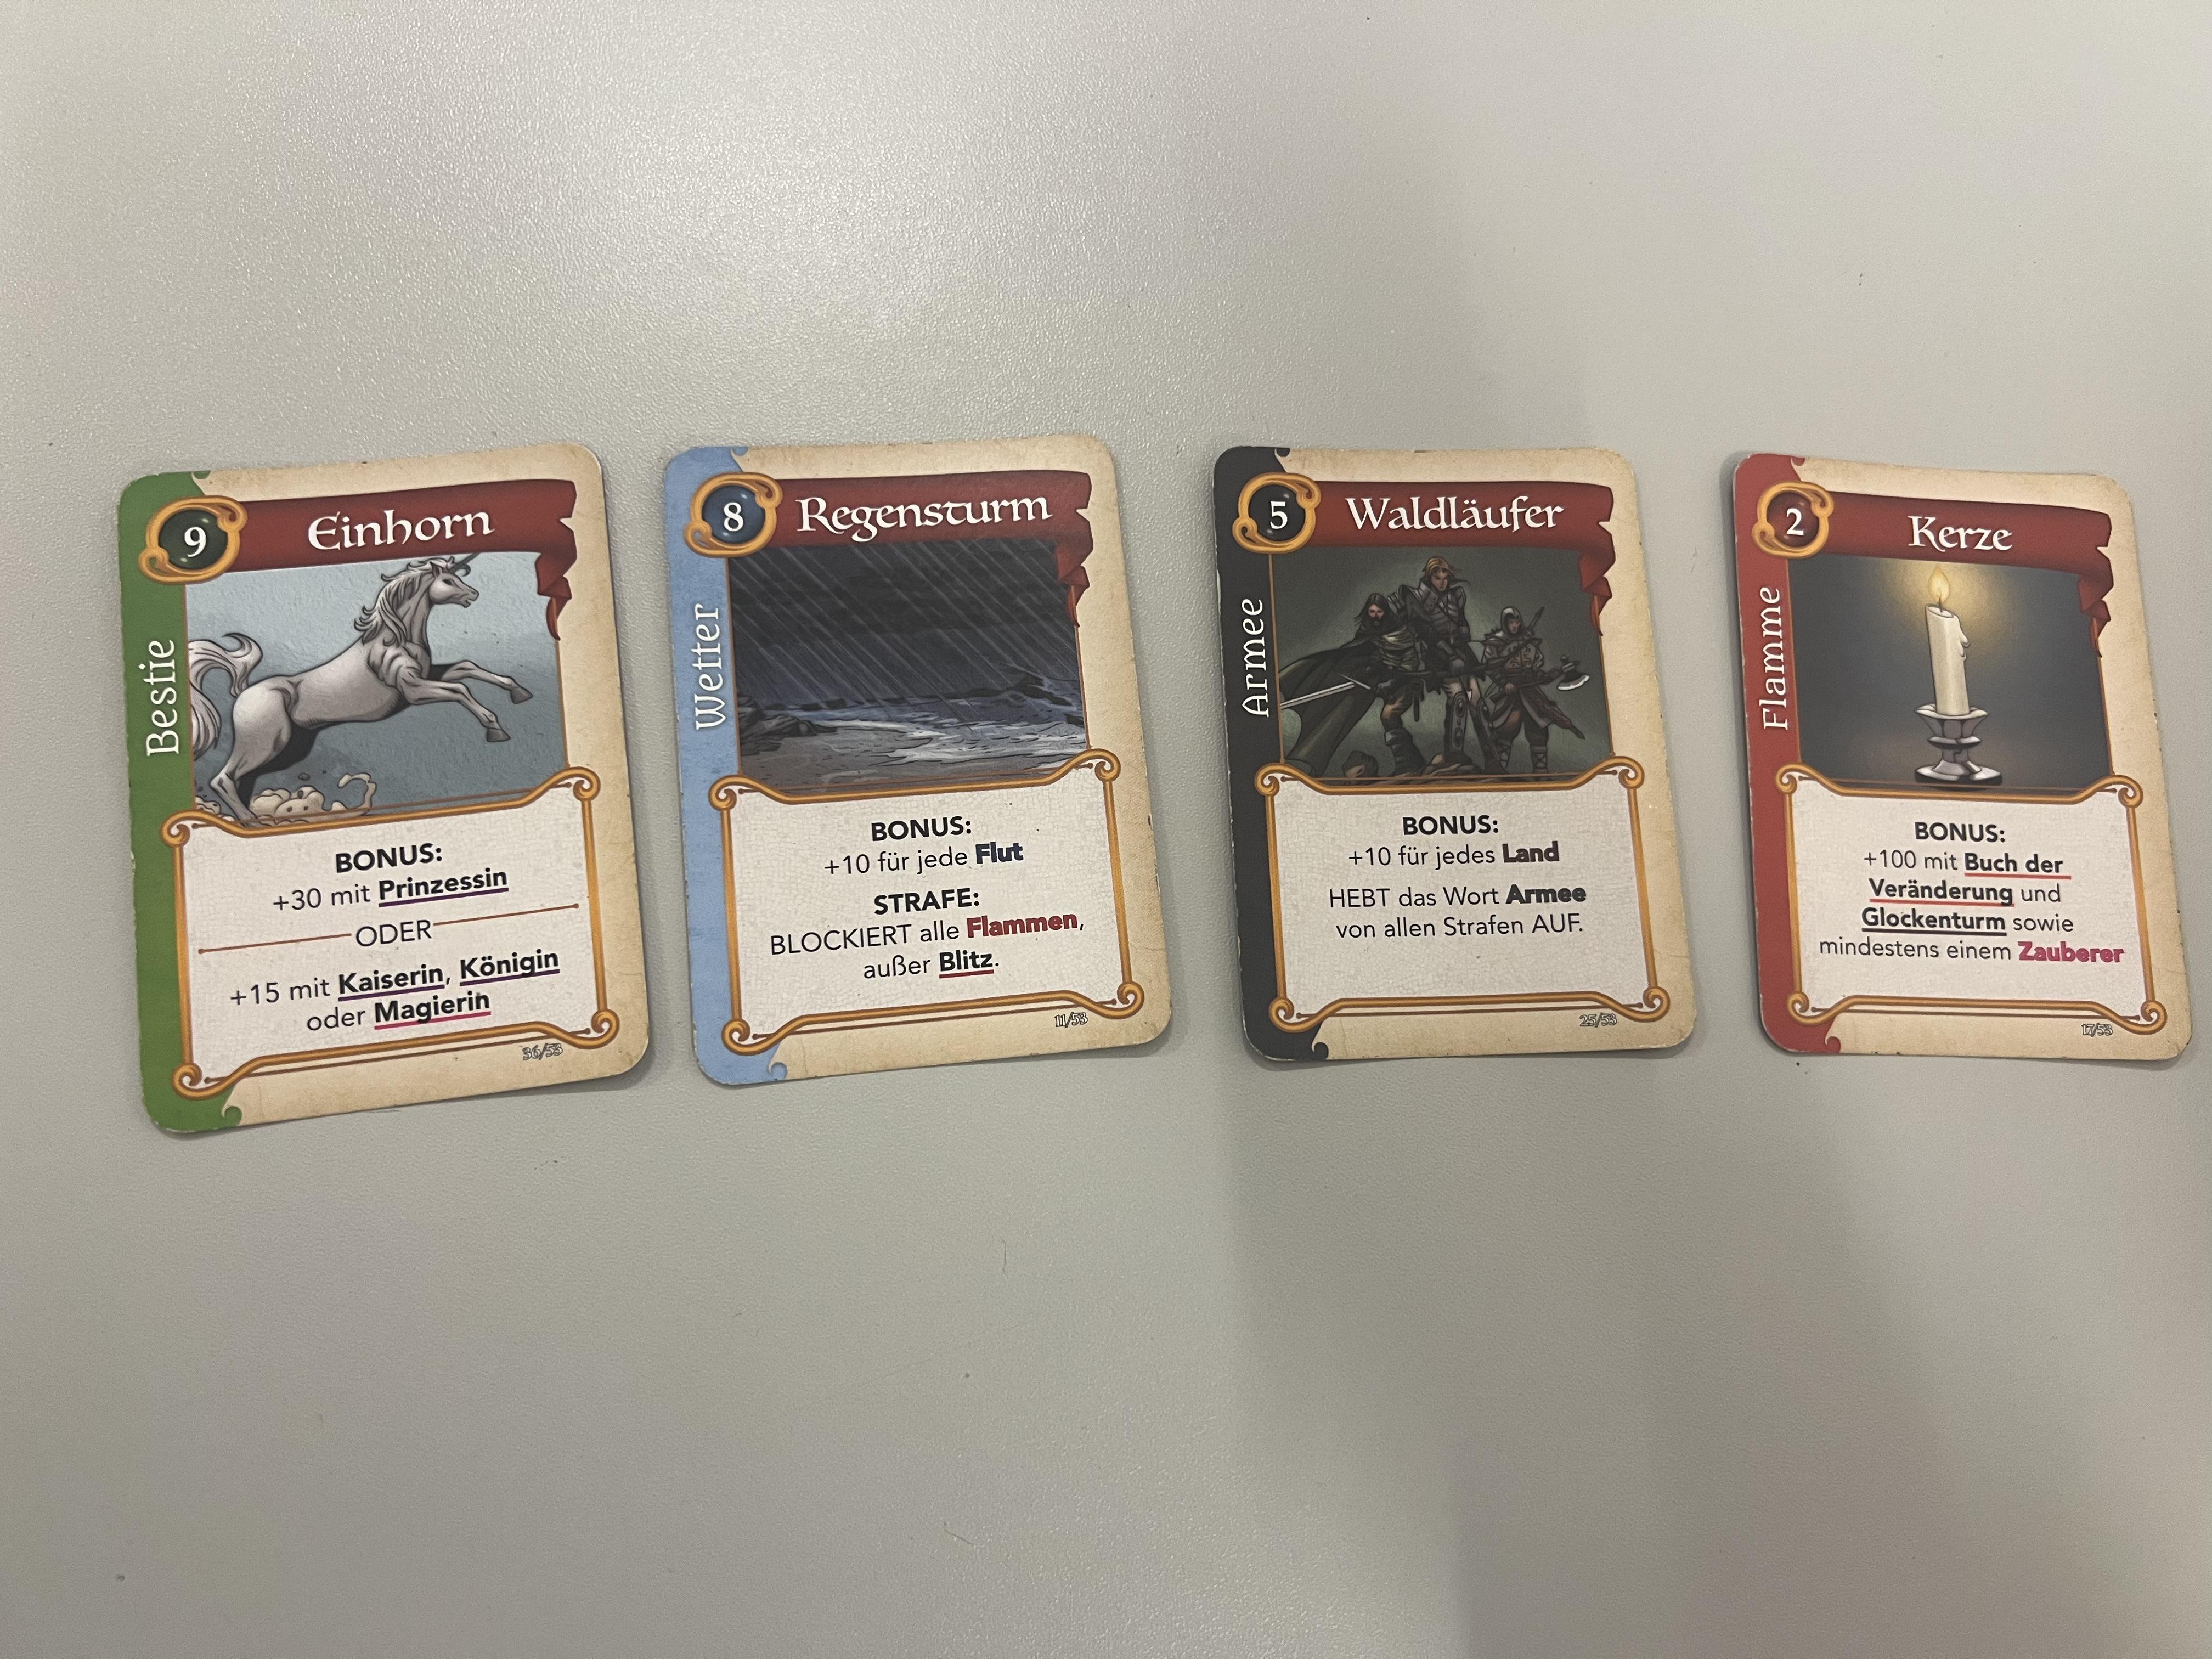 9
Einhorn
Bestie
BONUS:
+30 mit Prinzessin
ODER
+15 mit Kaiserin, Königin
oder Magierin
36/53
8
Regensturm
Wetter
BONUS:
+10 für jede Flut
STRAFE:
BLOCKIERT alle Flammen,
außer Blitz.
11/53
5
Waldläufer
Armee
BONUS:
+10 für jedes Land
HEBT das Wort Armee
von allen Strafen AUF.
25/53
2
Kerze
Flamme
BONUS:
+100 mit Buch der
Veränderung und
Glockenturm sowie
mindestens einem Zauberer
17/53